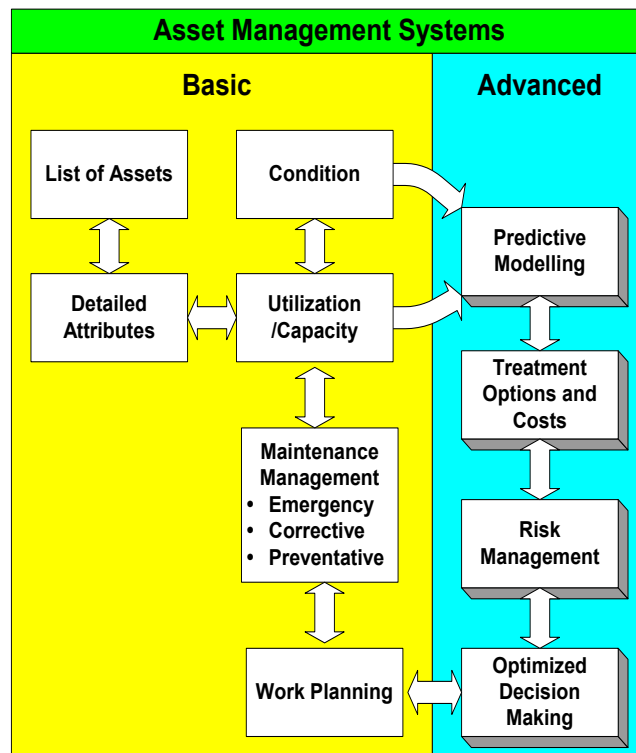 Asset Management Systems
Basic
Advanced
List of Assets
Condition
Predictive
Modelling
Detailed
Attributes
Utilization
/Capacity
Treatment
Options and
Costs
Maintenance
Management
• Emergency
• Corrective
• Preventative
Risk
Management
Work Planning
Optimized
Decision
Making